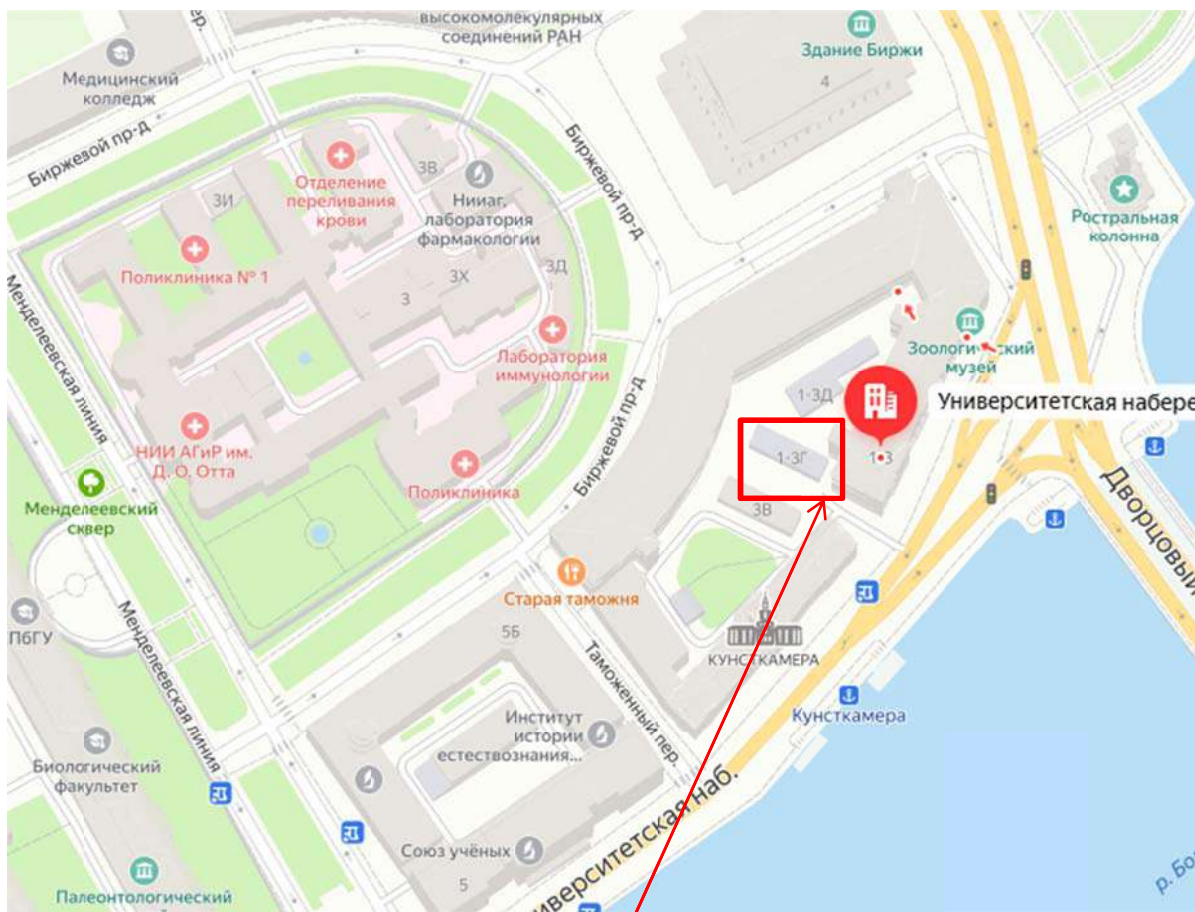 пер.
высокомолекулярных
соединений РАН
Здание Биржи
4
Медицинский
колледж
Биржевой пр-д
Биржевой пр-д
Отделение
переливания
крови
3В
3И
Нииаг,
лаборатория
фармакологии
Ростральная
колонна
Поликлиника № 1
3
3Х
3Д
Менделеевская линия
Лаборатория
иммунологии
Зоологический
музей
1-3Д
Университетская набере
Биржевой пр-д
НИИ АГиР им.
Д. О. Отта
Поликлиника
1-3Г
1-3
Менделеевский
сквер
3В
Дворцовый
Старая таможня
ПбГУ
5Б
КУНСТКАМЕРА
Менделеевская линия
Таможенный пер.
Кунсткамера
Институт
истории
естествознания...
Биологический
факультет
Университетская наб.
Союз учёных
5
Палеонтологический
р. Бо